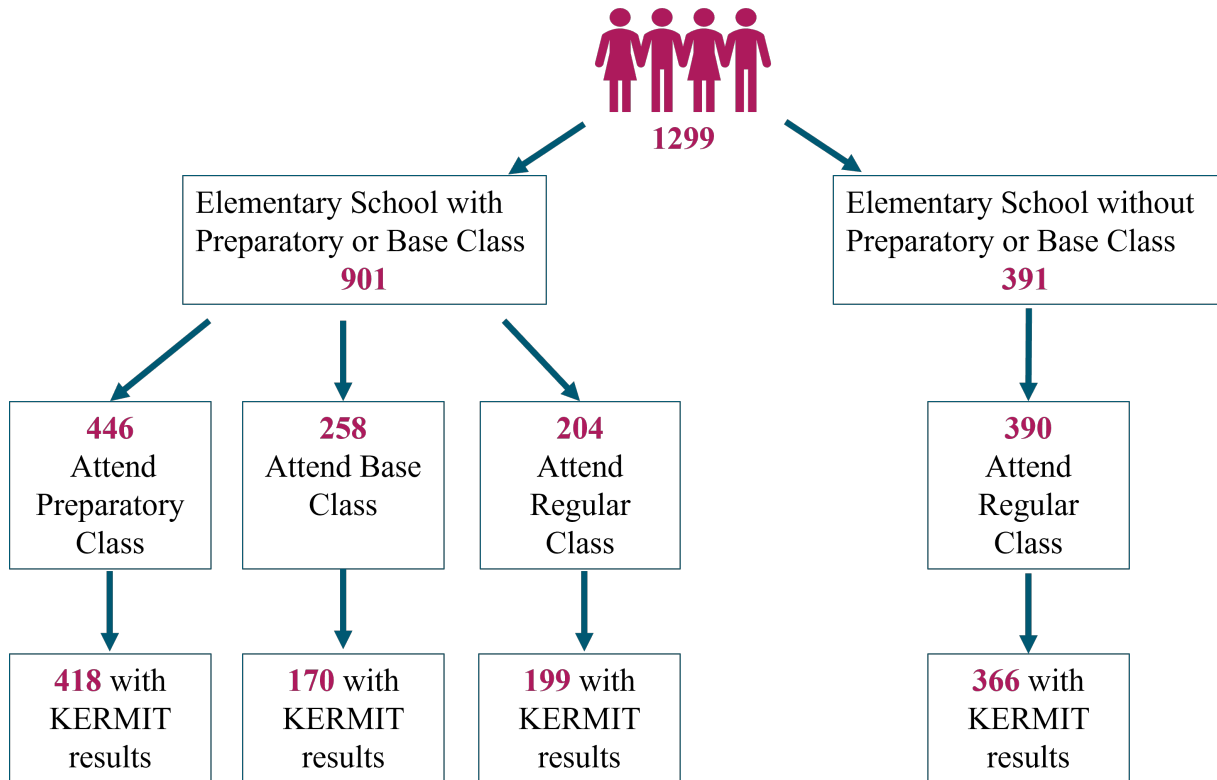 1299
Elementary School with
Preparatory or Base Class
901
Elementary School without
Preparatory or Base Class
391
446
Attend
Preparatory
Class
258
Attend Base
Class
204
Attend
Regular
Class
390
Attend
Regular
Class
418 with
KERMIT
results
170 with
KERMIT
results
199 with
KERMIT
results
366 with
KERMIT
results